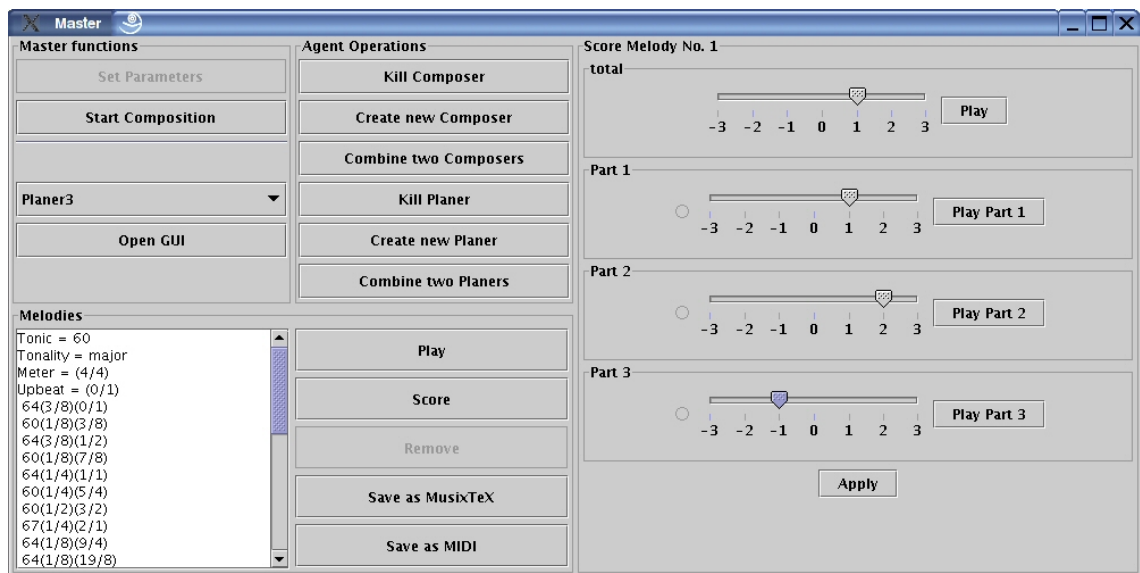 Master
Master functions
Set Parameters
Start Composition
Planer3
Open GUI
Agent Operations
Kill Composer
Create new Composer
Combine two Composers
Kill Planer
Create new Planer
Combine two Planers
Melodies
Tonic = 60
Tonality = major
Meter = (4/4)
Upbeat = (0/1)
64(3/8)(0/1)
60(1/8)(3/8)
64(3/8)(1/2)
60(1/8)(7/8)
64(1/4)(1/1)
60(1/4)(5/4)
60(1/2)(3/2)
67(1/4)(2/1)
64(1/8)(9/4)
64(1/8)(19/8)
Play
Score
Remove
Save as MusixTeX
Save as MIDI
Score Melody No. 1
total
-3 -2 -1 0 1 2 3
Play
Part 1
-3 -2 -1 0 1 2 3
Play Part 1
Part 2
-3 -2 -1 0 1 2 3
Play Part 2
Part 3
-3 -2 -1 0 1 2 3
Play Part 3
Apply